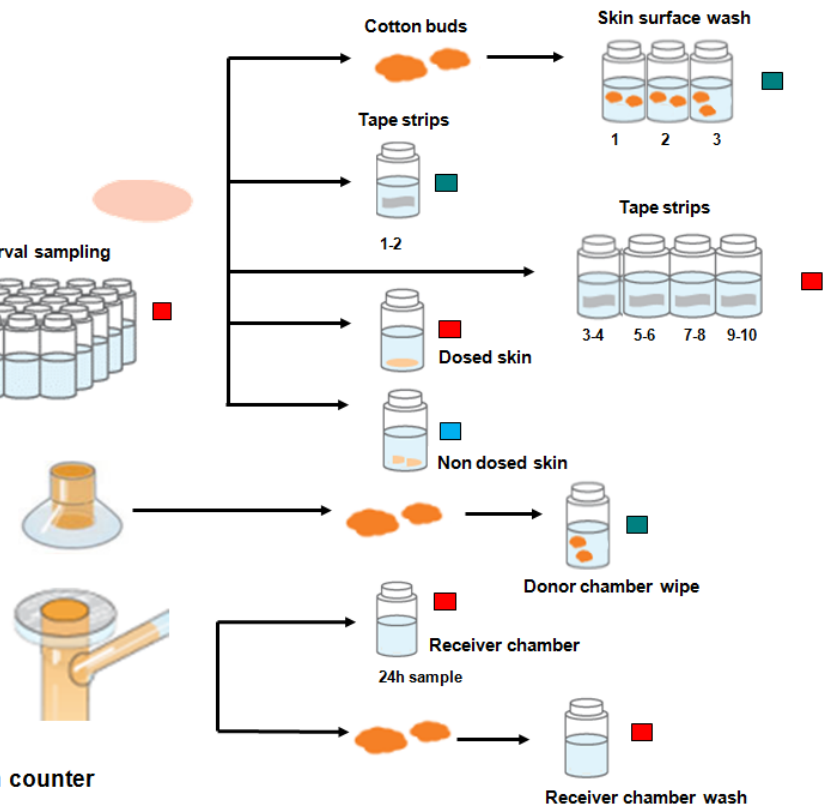 Cotton buds
Skin surface wash
1 2 3
Tape strips
1-2
Tape strips
3-4 5-6 7-8 9-10
rval sampling
Dosed skin
Non dosed skin
Donor chamber wipe
Receiver chamber
24h sample
counter
Receiver chamber wash